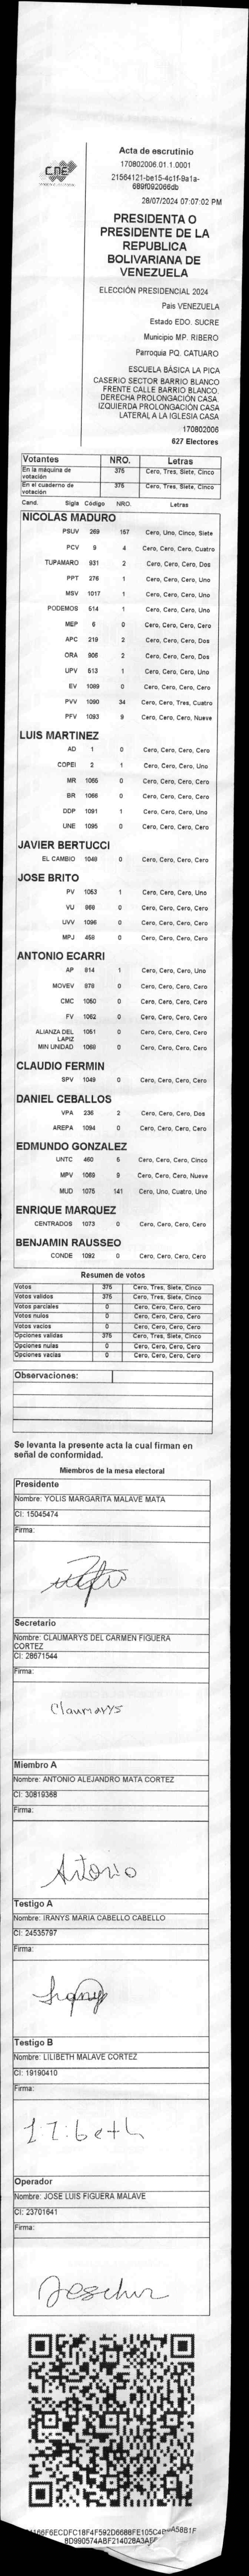 CNE
Acta de escrutinio
170802006.01.1.0001
21564121-be15-4c1f-9a1a-
689f092066db
28/07/2024 07:07:02 PM
PRESIDENTA O
PRESIDENTE DE LA
REPUBLICA
BOLIVARIANA DE
VENEZUELA
ELECCIÓN PRESIDENCIAL 2024
Pais VENEZUELA
Estado EDO. SUCRE
Municipio MP. RIBERO
Parroquia PQ. CATUARO
ESCUELA BÁSICA LA PICA
CASERIO SECTOR BARRIO BLANCO
FRENTE CALLE BARRIO BLANCO.
DERECHA PROLONGACIÓN CASA.
IZQUIERDA PROLONGACIÓN CASA
LATERAL A LA IGLESIA CASA
170802006
627 Electores
Votantes NRO. Letras
En la máquina de votación 375 Cero, Tres, Siete, Cinco
En el cuaderno de votación 375 Cero, Tres, Siete, Cinco
Cand. Sigla Código NRO. Letras
NICOLAS MADURO
PSUV 269 157 Cero, Uno, Cinco, Siete
PCV 9 4 Cero, Cero, Cero, Cuatro
TUPAMARO 931 2 Cero, Cero, Cero, Dos
PPT 276 1 Cero, Cero, Cero, Uno
MSV 1017 1 Cero, Cero, Cero, Uno
PODEMOS 514 1 Cero, Cero, Cero, Uno
MEP 6 0 Cero, Cero, Cero, Cero
APC 219 2 Cero, Cero, Cero, Dos
ORA 906 2 Cero, Cero, Cero, Dos
UPV 513 1 Cero, Cero, Cero, Uno
EV 1089 0 Cero, Cero, Cero, Cero
PVV 1090 34 Cero, Cero, Tres, Cuatro
PFV 1093 9 Cero, Cero, Cero, Nueve
LUIS MARTINEZ
AD 1 0 Cero, Cero, Cero, Cero
COPEI 2 1 Cero, Cero, Cero, Uno
MR 1065 0 Cero, Cero, Cero, Cero
BR 1066 0 Cero, Cero, Cero, Cero
DDP 1091 1 Cero, Cero, Cero, Uno
UNE 1095 0 Cero, Cero, Cero, Cero
JAVIER BERTUCCI
EL CAMBIO 1049 0 Cero, Cero, Cero, Cero
JOSE BRITO
PV 1053 1 Cero, Cero, Cero, Uno
VU 868 0 Cero, Cero, Cero, Cero
UVV 1096 0 Cero, Cero, Cero, Cero
MPJ 459 0 Cero, Cero, Cero, Cero
ANTONIO ECARRI
AP 814 1 Cero, Cero, Cero, Uno
MOVEV 879 0 Cero, Cero, Cero, Cero
CMC 1050 0 Cero, Cero, Cero, Cero
FV 1052 0 Cero, Cero, Cero, Cero
ALIANZA DEL LAPIZ 1051 0 Cero, Cero, Cero, Cero
MIN UNIDAD 1068 0 Cero, Cero, Cero, Cero
CLAUDIO FERMIN
SPV 1049 0 Cero, Cero, Cero, Cero
DANIEL CEBALLOS
VPA 236 2 Cero, Cero, Cero, Dos
AREPA 1094 0 Cero, Cero, Cero, Cero
EDMUNDO GONZALEZ
UNTC 460 5 Cero, Cero, Cero, Cinco
MPV 1069 9 Cero, Cero, Cero, Nueve
MUD 1075 141 Cero, Uno, Cuatro, Uno
ENRIQUE MARQUEZ
CENTRADOS 1073 0 Cero, Cero, Cero, Cero
BENJAMIN RAUSSEO
CONDE 1092 0 Cero, Cero, Cero, Cero
Resumen de votos
Votos 375 Cero, Tres, Siete, Cinco
Votos validos 375 Cero, Tres, Siete, Cinco
Votos parciales 0 Cero, Cero, Cero, Cero
Votos nulos 0 Cero, Cero, Cero, Cero
Votos vacios 0 Cero, Cero, Cero, Cero
Opciones validas 375 Cero, Tres, Siete, Cinco
Opciones nulas 0 Cero, Cero, Cero, Cero
Opciones vacias 0 Cero, Cero, Cero, Cero
Observaciones:
Se levanta la presente acta la cual firman en
señal de conformidad.
Miembros de la mesa electoral
Presidente
Nombre: YOLIS MARGARITA MALAVE MATA
CI: 15045474
Firma:
Secretario
Nombre: CLAUMARYS DEL CARMEN FIGUERA
CORTEZ
CI: 28671544
Firma:
Claumarys
Miembro A
Nombre: ANTONIO ALEJANDRO MATA CORTEZ
CI: 30819368
Firma:
Antonio
Testigo A
Nombre: IRANYS MARIA CABELLO CABELLO
CI: 24535797
Firma:
Iranys
Testigo B
Nombre: LILIBETH MALAVE CORTEZ
CI: 19190410
Firma:
Lilibeth
Operador
Nombre: JOSE LUIS FIGUERA MALAVE
CI: 23701641
Firma: